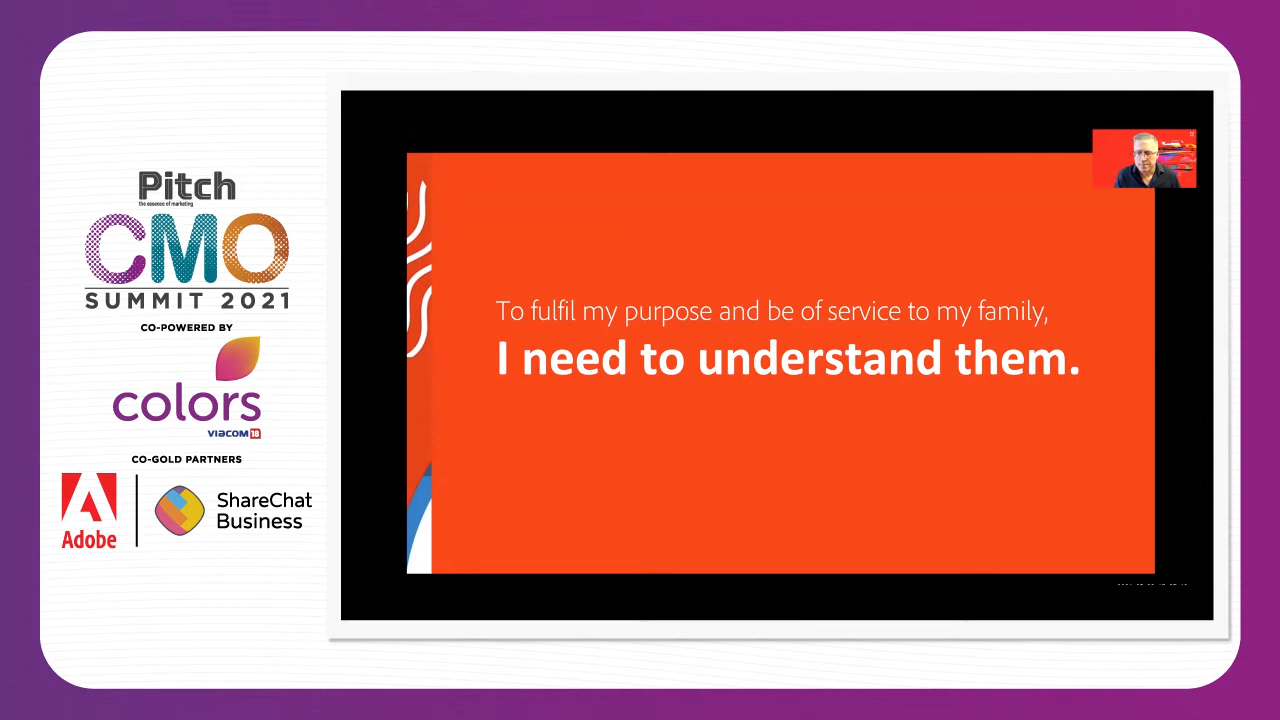 Pitch
the essence of marketing
CMO
SUMMIT 2021
CO-POWERED BY
colors
VIACOM18
CO-GOLD PARTNERS
Adobe
ShareChat
Business
To fulfil my purpose and be of service to my family,
I need to understand them.